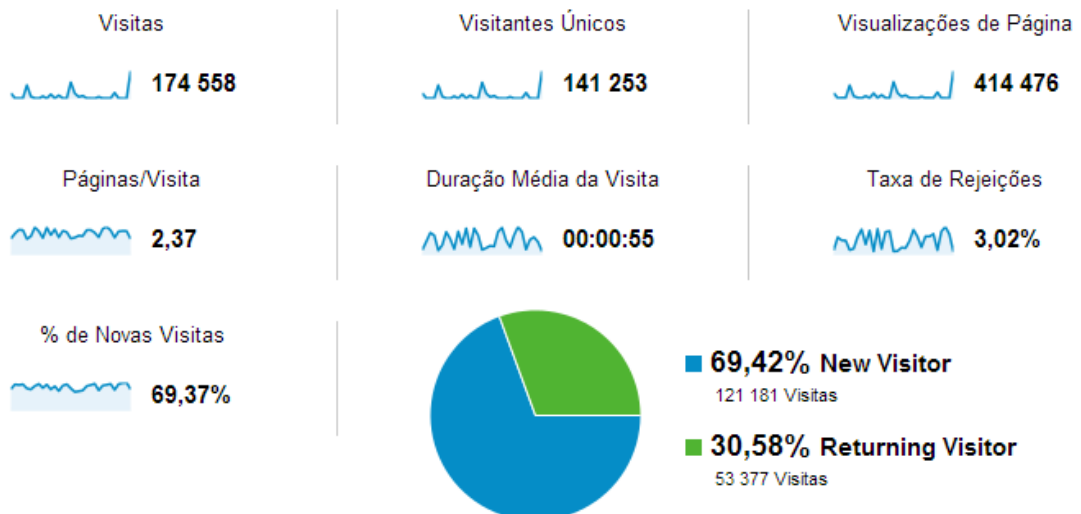 Visitas
174 558
Visitantes Únicos
141 253
Visualizações de Página
414 476
Páginas/Visita
2,37
Duração Média da Visita
00:00:55
Taxa de Rejeições
3,02%
% de Novas Visitas
69,37%
69,42% New Visitor
121 181 Visitas
30,58% Returning Visitor
53 377 Visitas